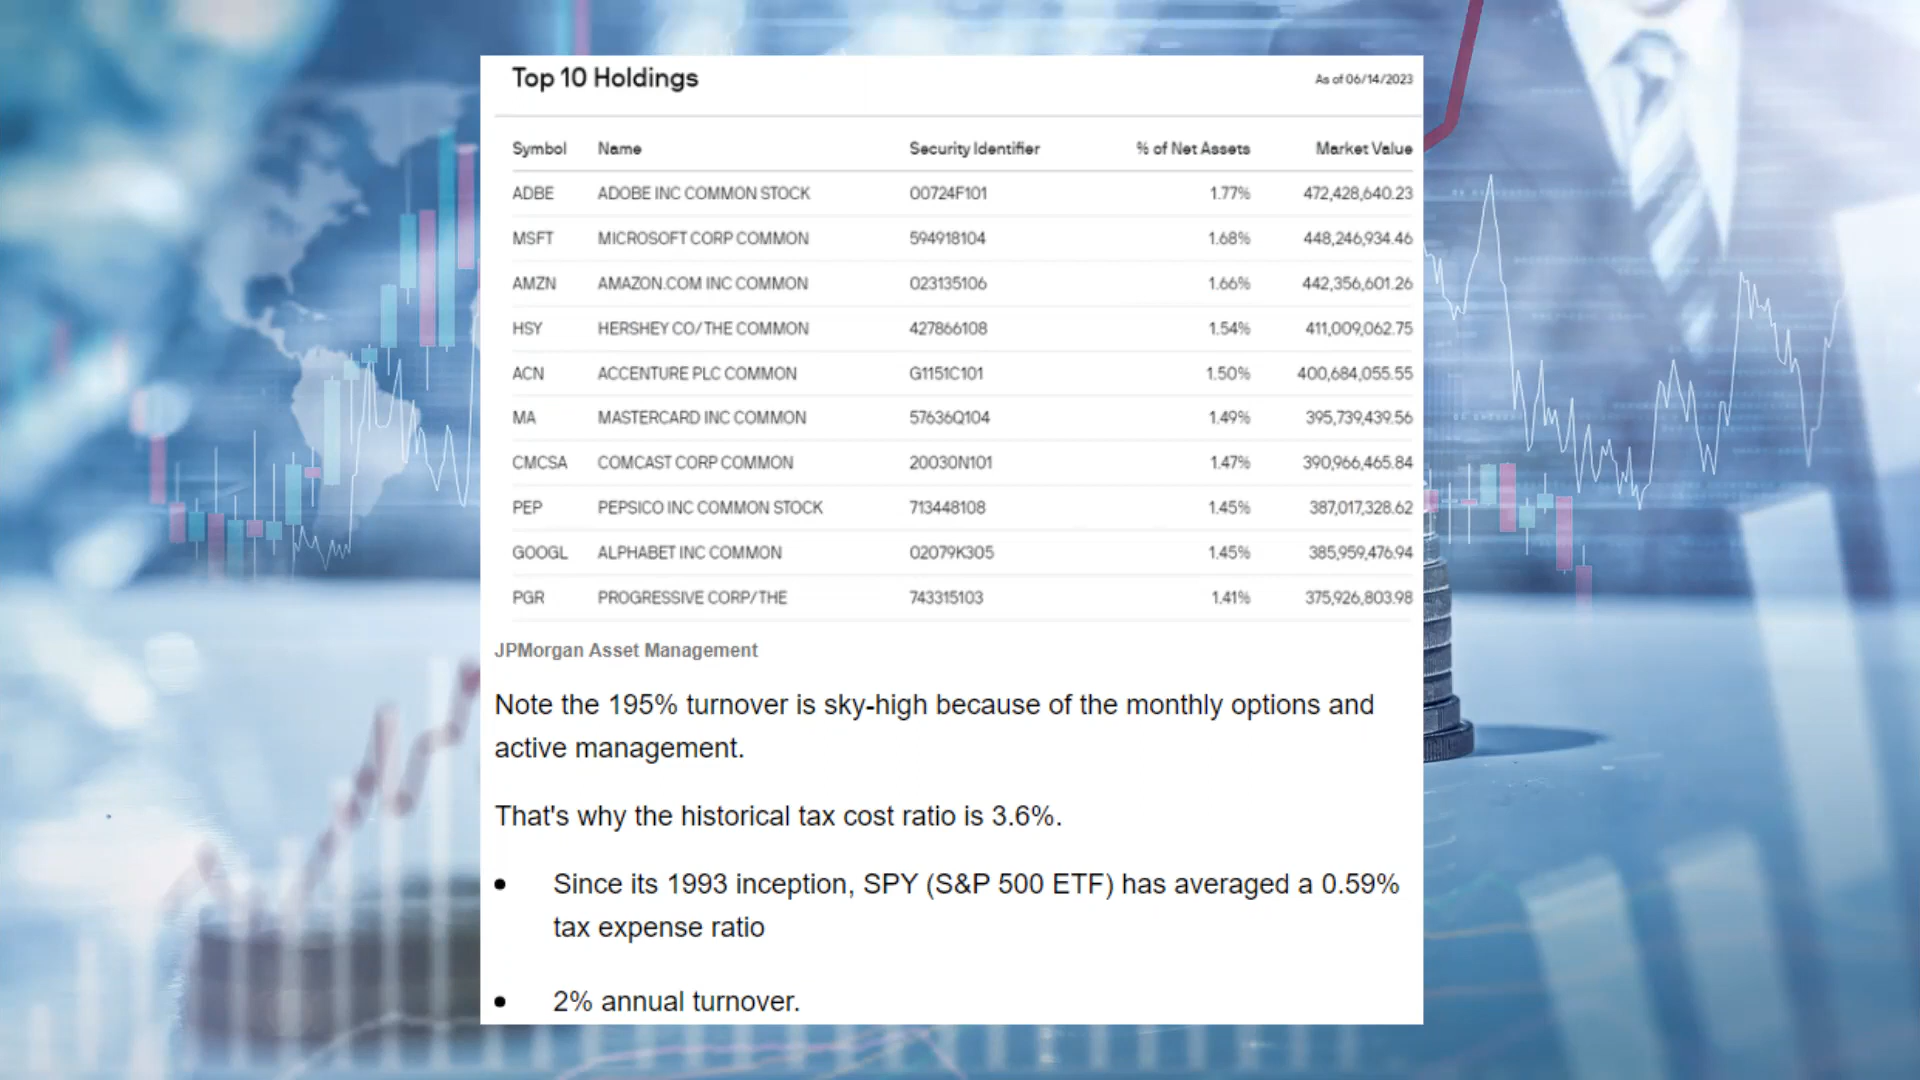 Top 10 Holdings
As of 06/14/2023
Symbol Name Security Identifier % of Net Assets Market Value
ADBE ADOBE INC COMMON STOCK 00724F101 1.77% 472,428,640.23
MSFT MICROSOFT CORP COMMON 594918104 1.68% 448,246,934.46
AMZN AMAZON.COM INC COMMON 023135106 1.66% 442,356,601.26
HSY HERSHEY CO/THE COMMON 427866108 1.54% 411,009,062.75
ACN ACCENTURE PLC COMMON G1151C101 1.50% 400,684,055.55
MA MASTERCARD INC COMMON 57636Q104 1.49% 395,739,439.56
CMCSA COMCAST CORP COMMON 20030N101 1.47% 390,966,465.84
PEP PEPSICO INC COMMON STOCK 713448108 1.45% 387,017,328.62
GOOGL ALPHABET INC COMMON 02079K305 1.45% 385,959,476.94
PGR PROGRESSIVE CORP/THE 743315103 1.41% 375,926,803.98
JPMorgan Asset Management
Note the 195% turnover is sky-high because of the monthly options and
active management.
That's why the historical tax cost ratio is 3.6%.
• Since its 1993 inception, SPY (S&P 500 ETF) has averaged a 0.59%
tax expense ratio
• 2% annual turnover.